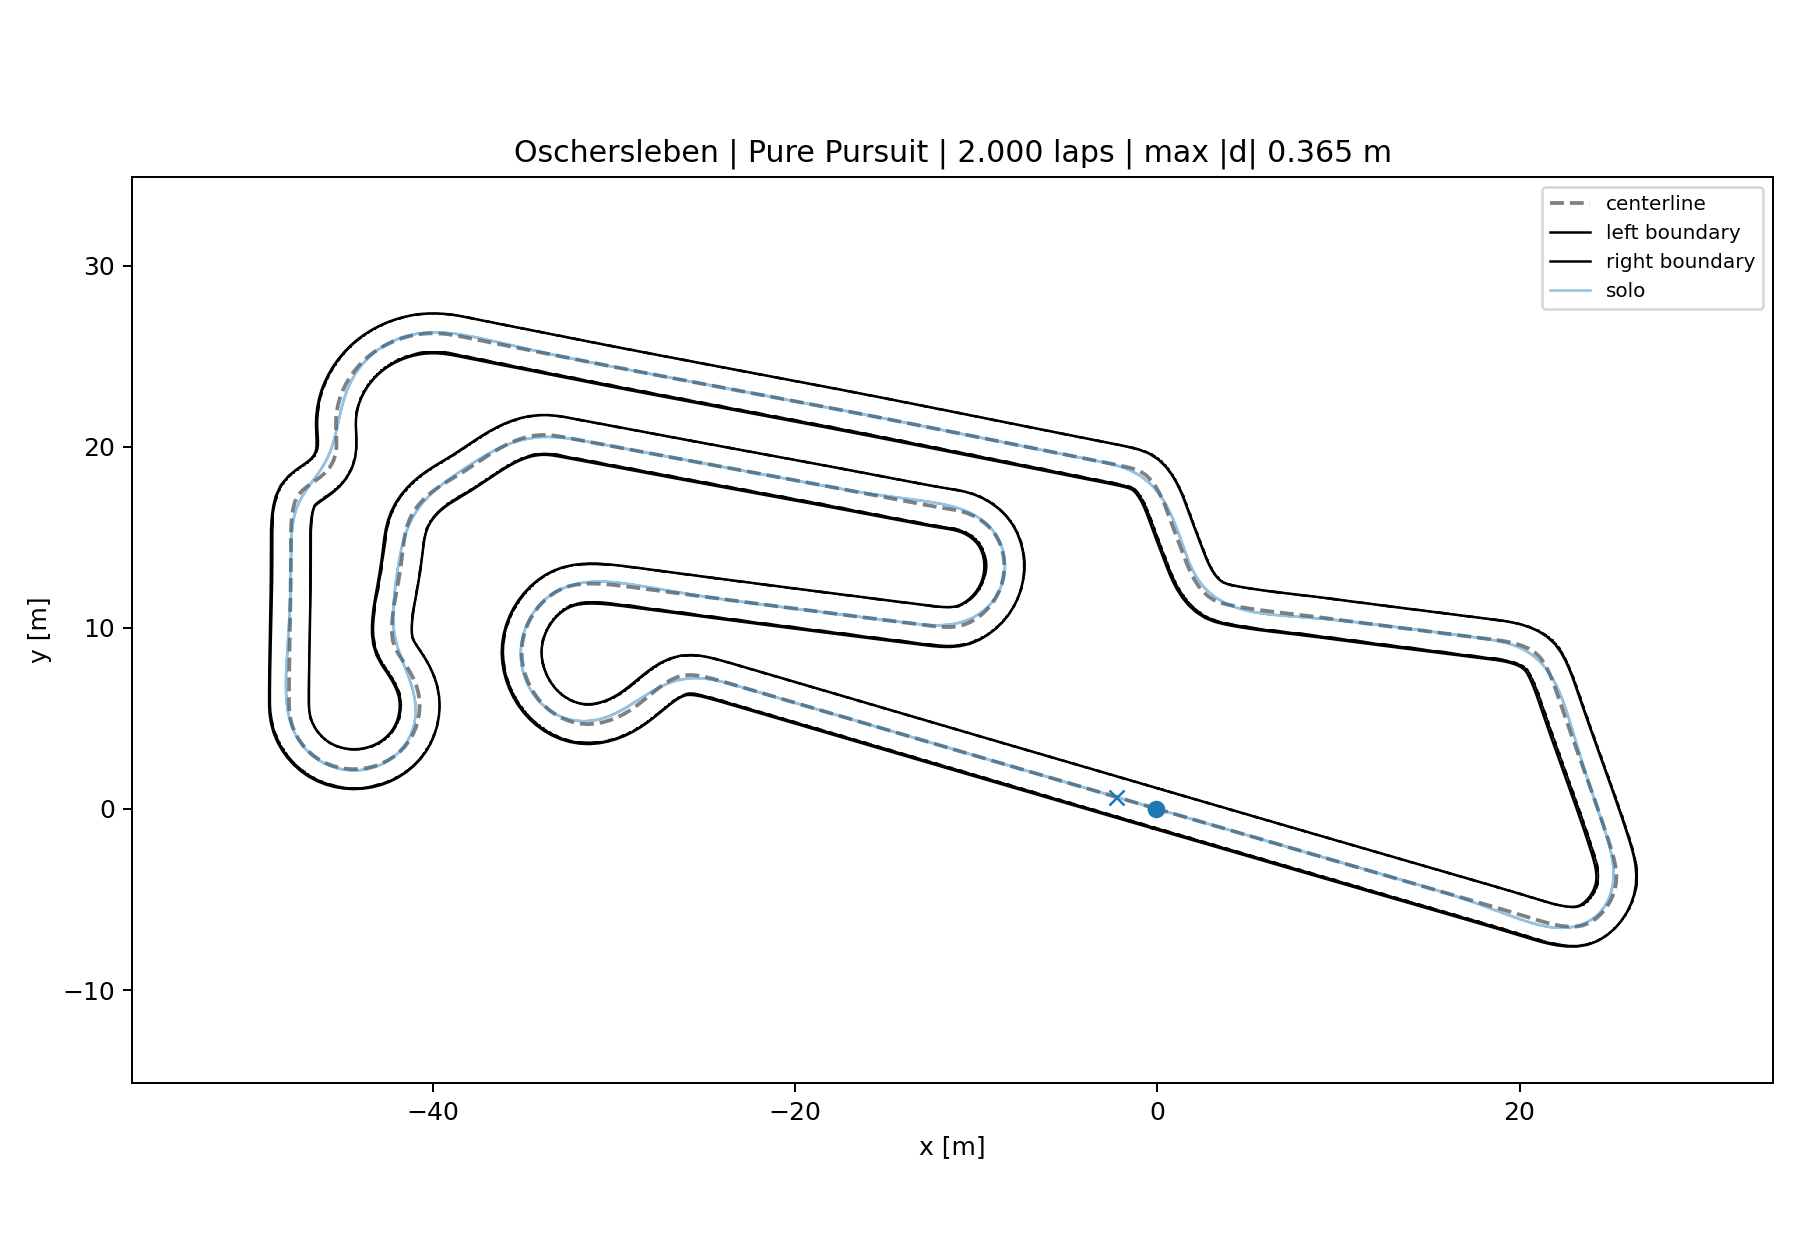 Oschersleben | Pure Pursuit | 2.000 laps | max |d| 0.365 m
centerline
left boundary
right boundary
solo
30
20
10
0
−10
y [m]
−40
−20
0
20
x [m]